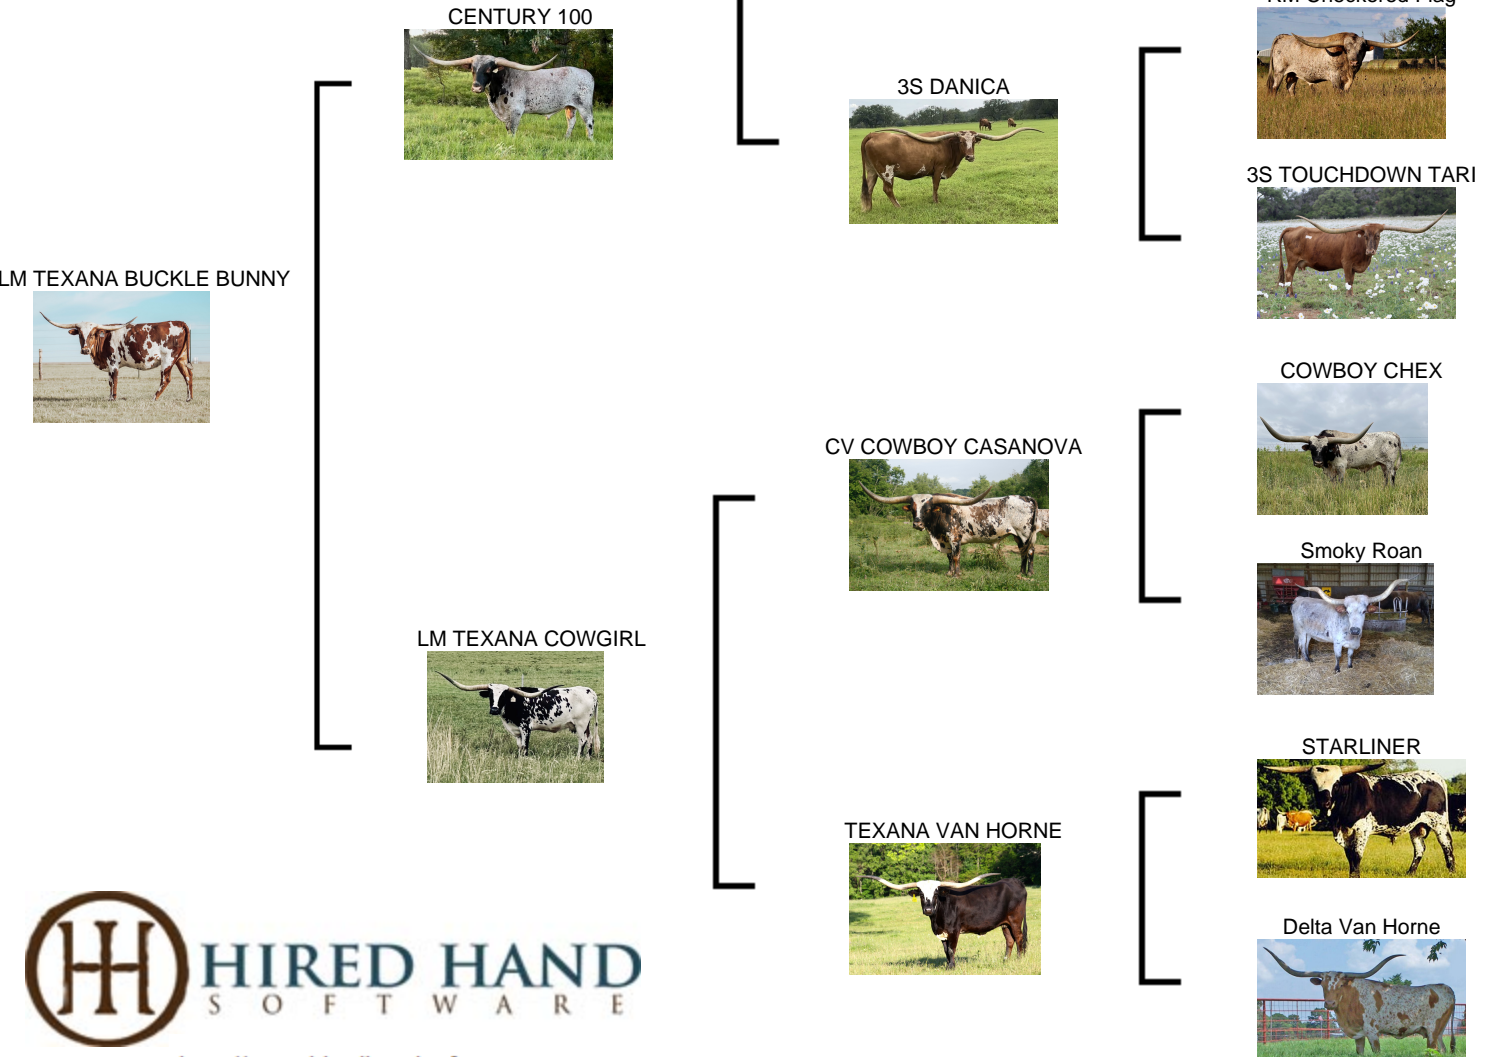 CENTURY 100
3S DANICA
3S TOUCHDOWN TARI
LM TEXANA BUCKLE BUNNY
COWBOY CHEX
CV COWBOY CASANOVA
Smoky Roan
LM TEXANA COWGIRL
STARLINER
TEXANA VAN HORNE
Delta Van Horne
HIRED HAND
SOFTWARE